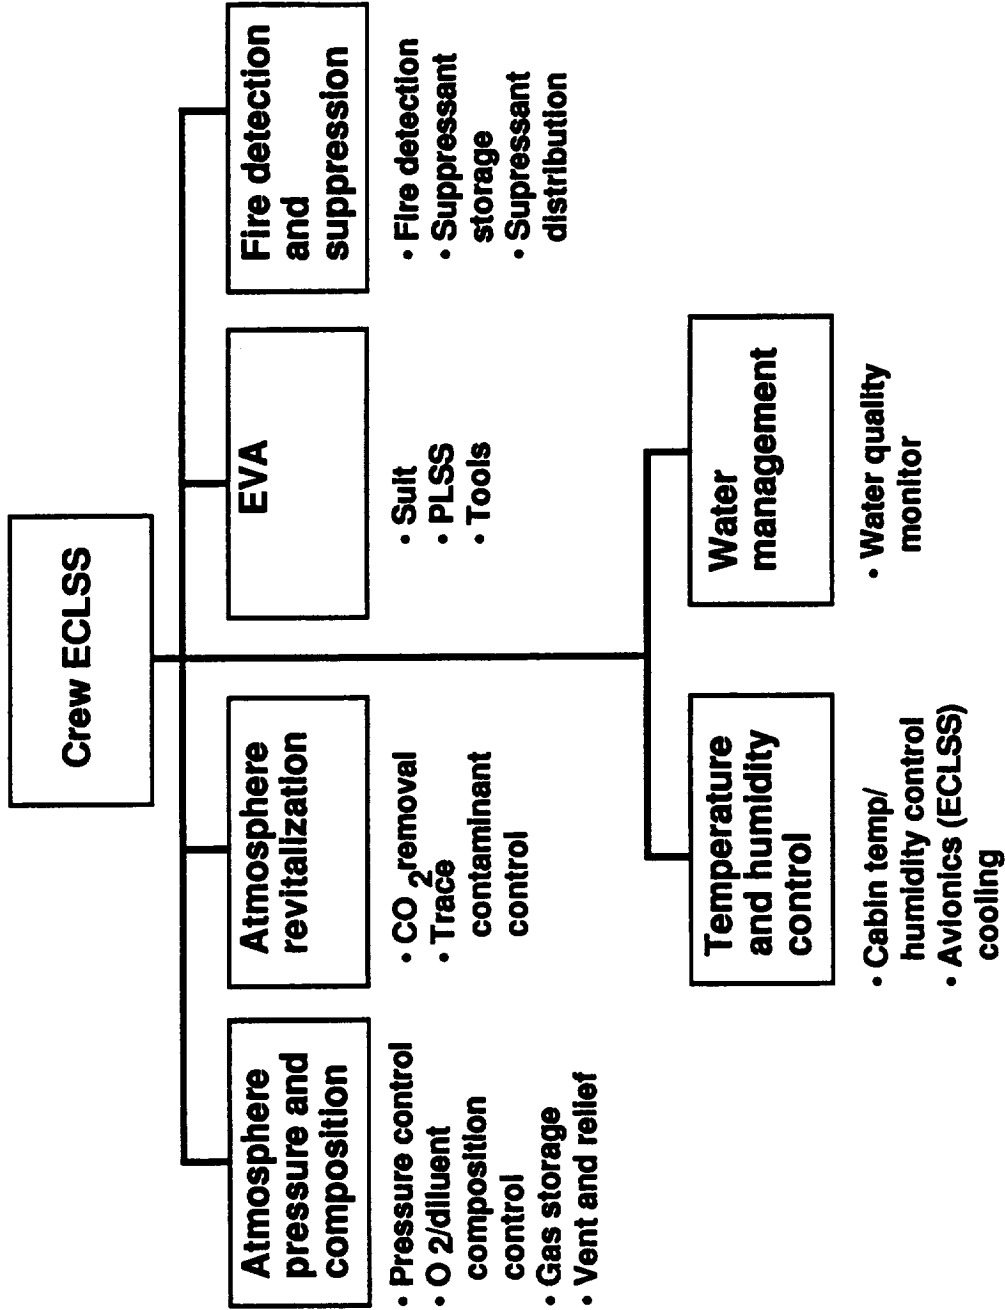 Crew ECLSS
Atmosphere
pressure and
composition
• Pressure control
• O 2/diluent
composition
control
• Gas storage
• Vent and relief
Atmosphere
revitalization
• CO 2 removal
• Trace
contaminant
control
EVA
• Suit
• PLSS
• Tools
Fire detection
and
suppression
• Fire detection
• Suppressant
storage
• Supressant
distribution
Temperature
and humidity
control
• Cabin temp/
humidity control
• Avionics (ECLSS)
cooling
Water
management
• Water quality
monitor